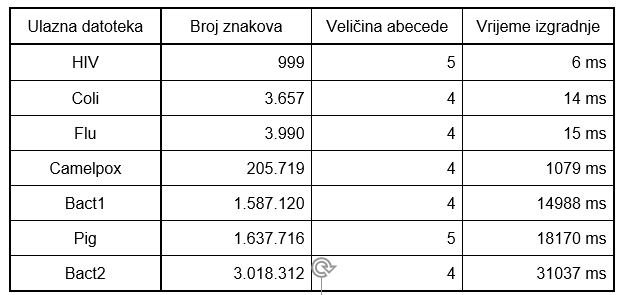 Ulazna datoteka Broj znakova Veličina abecede Vrijeme izgradnje
HIV 999 5 6 ms
Coli 3.657 4 14 ms
Flu 3.990 4 15 ms
Camelpox 205.719 4 1079 ms
Bact1 1.587.120 4 14988 ms
Pig 1.637.716 5 18170 ms
Bact2 3.018.312 4 31037 ms